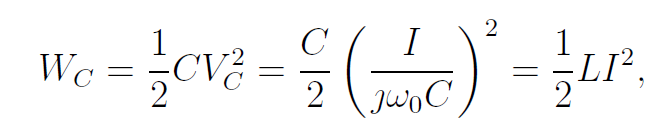 W_C = \frac{1}{2} C V_C^2 = \frac{C}{2} \left( \frac{I}{\jmath \omega_0 C} \right)^2 = \frac{1}{2} L I^2,